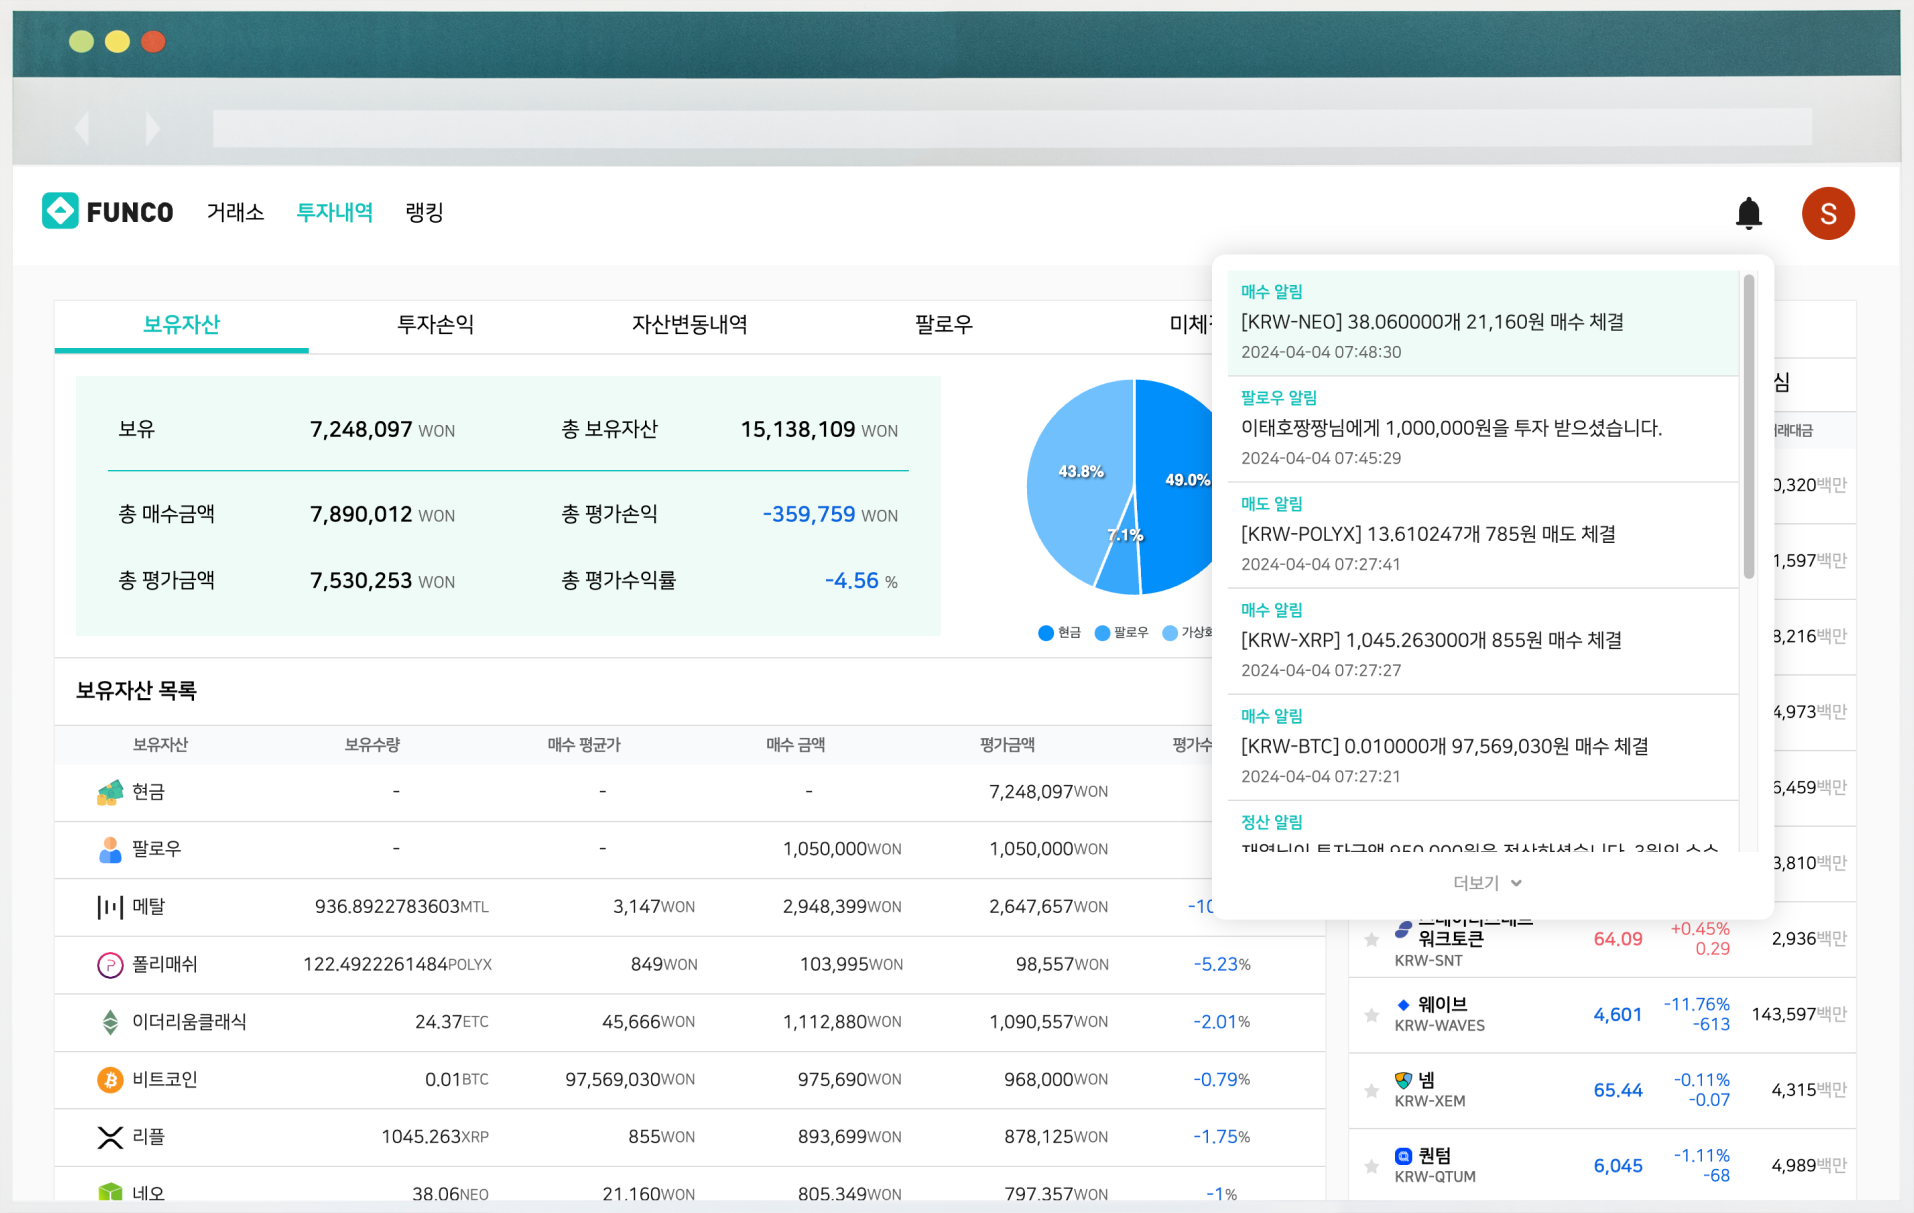 FUNCO 거래소 투자내역 랭킹
S
보유자산 투자손익 자산변동내역 팔로우
보유 7,248,097 WON 총 보유자산 15,138,109 WON
총 매수금액 7,890,012 WON 총 평가손익 -359,759 WON
총 평가금액 7,530,253 WON 총 평가수익률 -4.56 %
43.8% 49.0%
7.1%
현금 팔로우
매수 알림
[KRW-NEO] 38.060000개 21,160원 매수 체결
2024-04-04 07:48:30
팔로우 알림
이태호짱짱님에게 1,000,000원을 투자 받으셨습니다.
2024-04-04 07:45:29
매도 알림
[KRW-POLYX] 13.610247개 785원 매도 체결
2024-04-04 07:27:41
매수 알림
[KRW-XRP] 1,045.263000개 855원 매수 체결
2024-04-04 07:27:27
매수 알림
[KRW-BTC] 0.010000개 97,569,030원 매수 체결
2024-04-04 07:27:21
정산 알림
더보기
심
래대금
0,320백만
1,597백만
8,216백만
4,973백만
6,459백만
3,810백만
보유자산 목록
보유자산 보유수량 매수 평균가 매수 금액 평가금액 평가수
현금 - - - 7,248,097WON
팔로우 - - 1,050,000WON 1,050,000WON
메탈 936.8922783603MTL 3,147WON 2,948,399WON 2,647,657WON -10
폴리매쉬 122.4922261484POLYX 849WON 103,995WON 98,557WON -5.23%
이더리움클래식 24.37ETC 45,666WON 1,112,880WON 1,090,557WON -2.01%
비트코인 0.01BTC 97,569,030WON 975,690WON 968,000WON -0.79%
리플 1045.263XRP 855WON 893,699WON 878,125WON -1.75%
네오 38.06NEO 21,160WON 805,349WON 797,357WON -1%
워크토큰 64.09 +0.45% 2,936백만
KRW-SNT 0.29
웨이브 4,601 -11.76% 143,597백만
KRW-WAVES -613
넴 65.44 -0.11% 4,315백만
KRW-XEM -0.07
퀀텀 6,045 -1.11% 4,989백만
KRW-QTUM -68